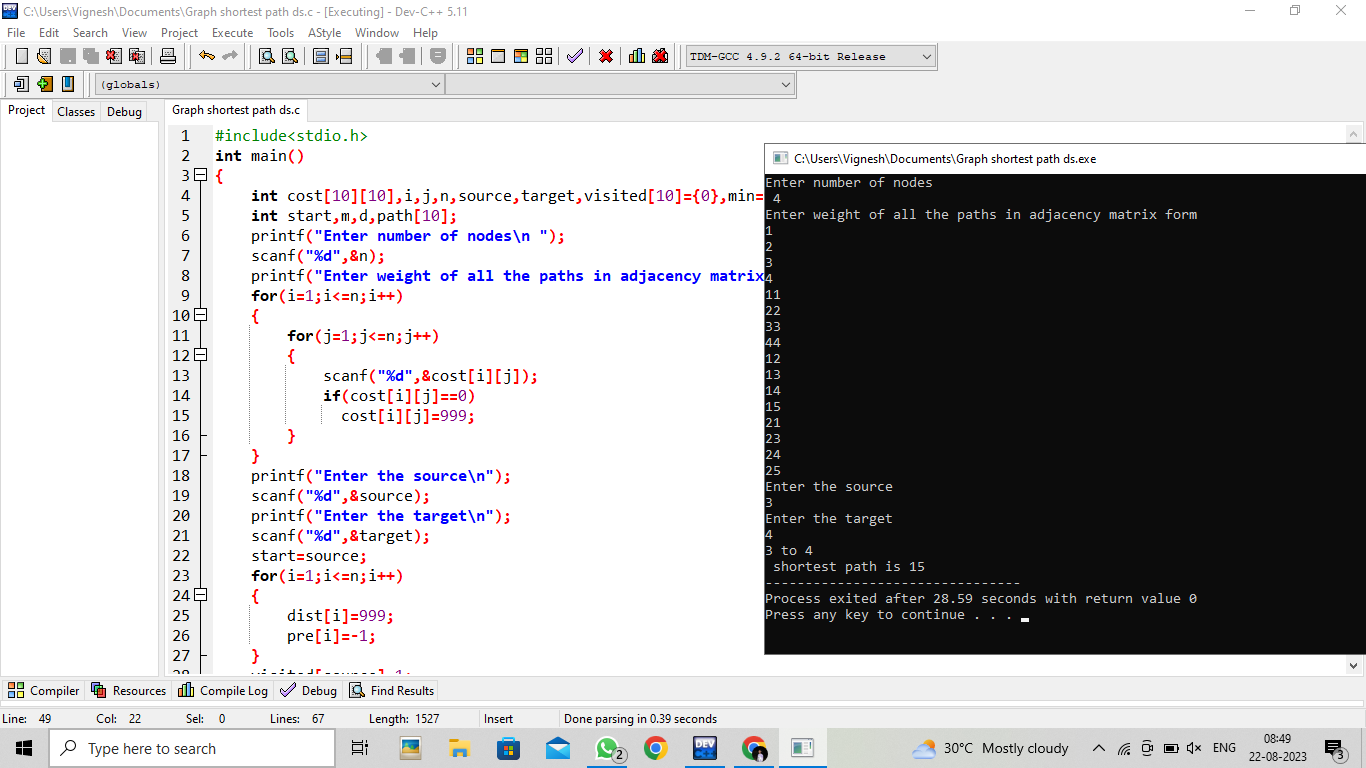 C:\Users\Vignesh\Documents\Graph shortest path ds.c - [Executing] - Dev-C++ 5.11
File Edit Search View Project Execute Tools AStyle Window Help
TDM-GCC 4.9.2 64-bit Release
(globals)
Project Classes Debug
Graph shortest path ds.c
1 #include<stdio.h>
2 int main()
3 {
4 int cost[10][10],i,j,n,source,target,visited[10]={0},min=
5 int start,m,d,path[10];
6 printf("Enter number of nodes\n ");
7 scanf("%d",&n);
8 printf("Enter weight of all the paths in adjacency matrix
9 for(i=1;i<=n;i++)
10 {
11 for(j=1;j<=n;j++)
12 {
13 scanf("%d",&cost[i][j]);
14 if(cost[i][j]==0)
15 cost[i][j]=999;
16 }
17 }
18 printf("Enter the source\n");
19 scanf("%d",&source);
20 printf("Enter the target\n");
21 scanf("%d",&target);
22 start=source;
23 for(i=1;i<=n;i++)
24 {
25 dist[i]=999;
26 pre[i]=-1;
27 }
C:\Users\Vignesh\Documents\Graph shortest path ds.exe
Enter number of nodes
4
Enter weight of all the paths in adjacency matrix form
1
2
3
4
11
22
33
44
12
13
14
15
21
23
24
25
Enter the source
3
Enter the target
4
3 to 4
shortest path is 15
--------------------------------
Process exited after 28.59 seconds with return value 0
Press any key to continue . . .
Compiler Resources Compile Log Debug Find Results
Line: 49 Col: 22 Sel: 0 Lines: 67 Length: 1527 Insert Done parsing in 0.39 seconds
Type here to search
DEV
2
30°C Mostly cloudy
ENG
08:49
22-08-2023
3